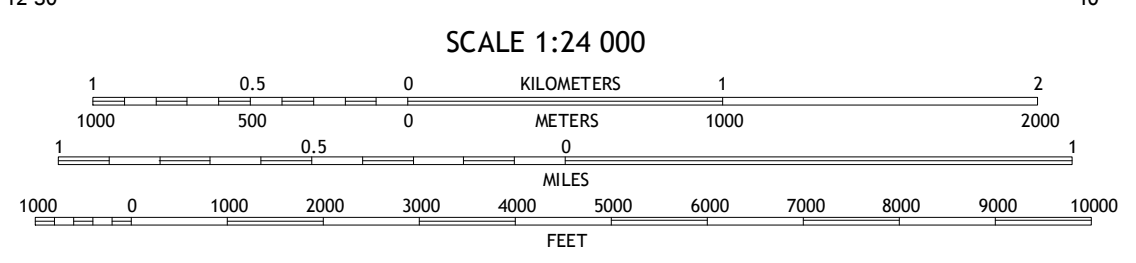 SCALE 1:24 000
1 0.5 0 KILOMETERS 1 2
1000 500 0 METERS 1000 2000
1 0.5 0 1
MILES
1000 0 1000 2000 3000 4000 5000 6000 7000 8000 9000 10000
FEET